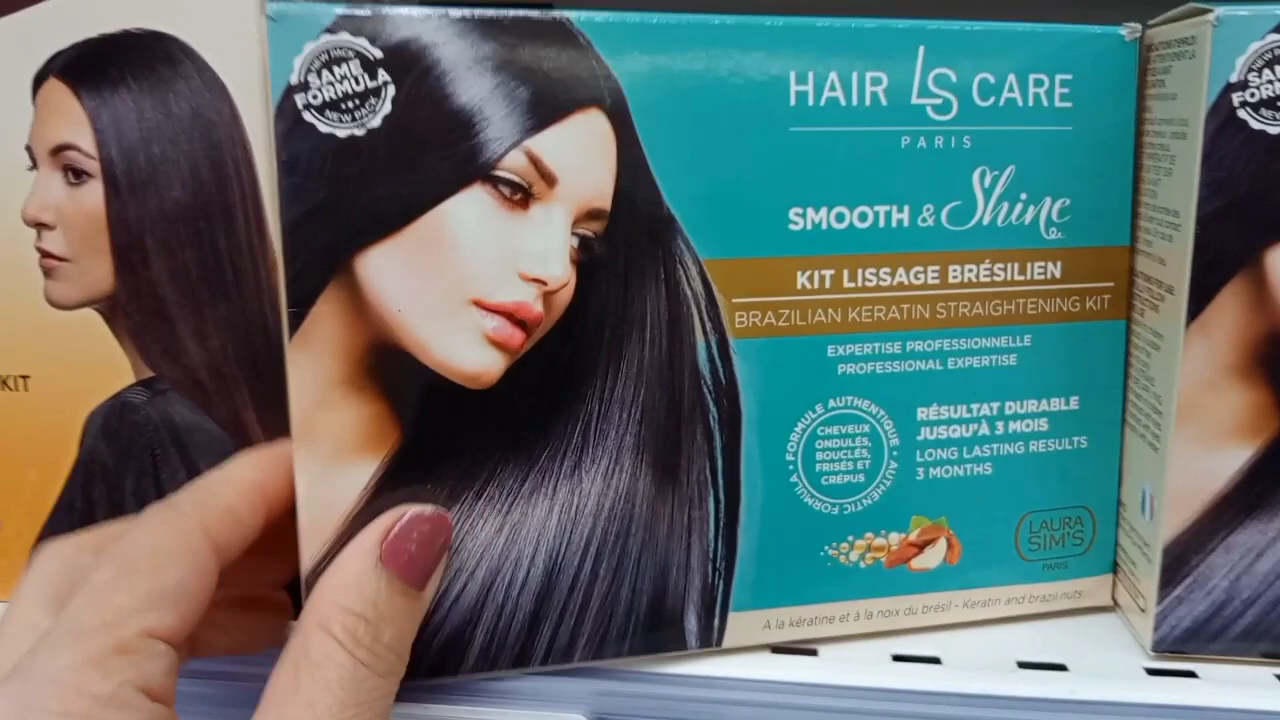 NEW PACK
SAME
FORMULA
NEW PACK
HAIR LS CARE
PARIS
SMOOTH & Shine
KIT LISSAGE BRÉSILIEN
BRAZILIAN KERATIN STRAIGHTENING KIT
EXPERTISE PROFESSIONNELLE
PROFESSIONAL EXPERTISE
FORMULE AUTHENTIQUE
CHEVEUX
ONDULÉS,
BOUCLÉS,
FRISÉS ET
CRÉPUS
AUTHENTIC FORMULA
RÉSULTAT DURABLE
JUSQU'À 3 MOIS
LONG LASTING RESULTS
3 MONTHS
LAURA
SIM'S
PARIS
A la kératine et à la noix du brésil - Keratin and brazil nuts
KIT